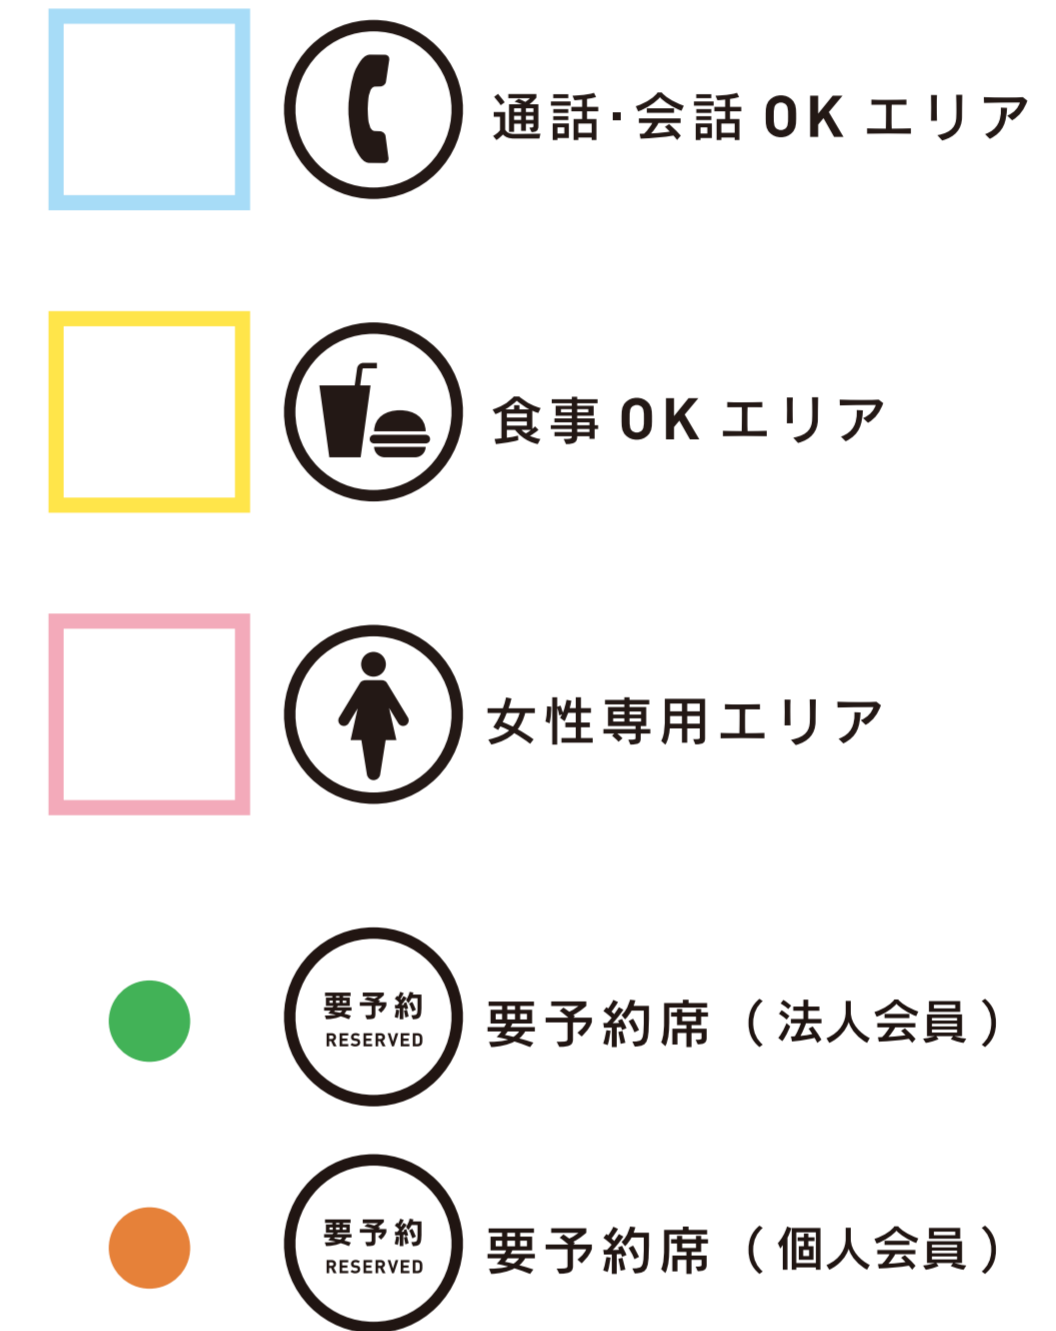 通話・会話 OK エリア
食事 OK エリア
女性専用エリア
要予約
RESERVED
要予約席（法人会員）
要予約
RESERVED
要予約席（個人会員）